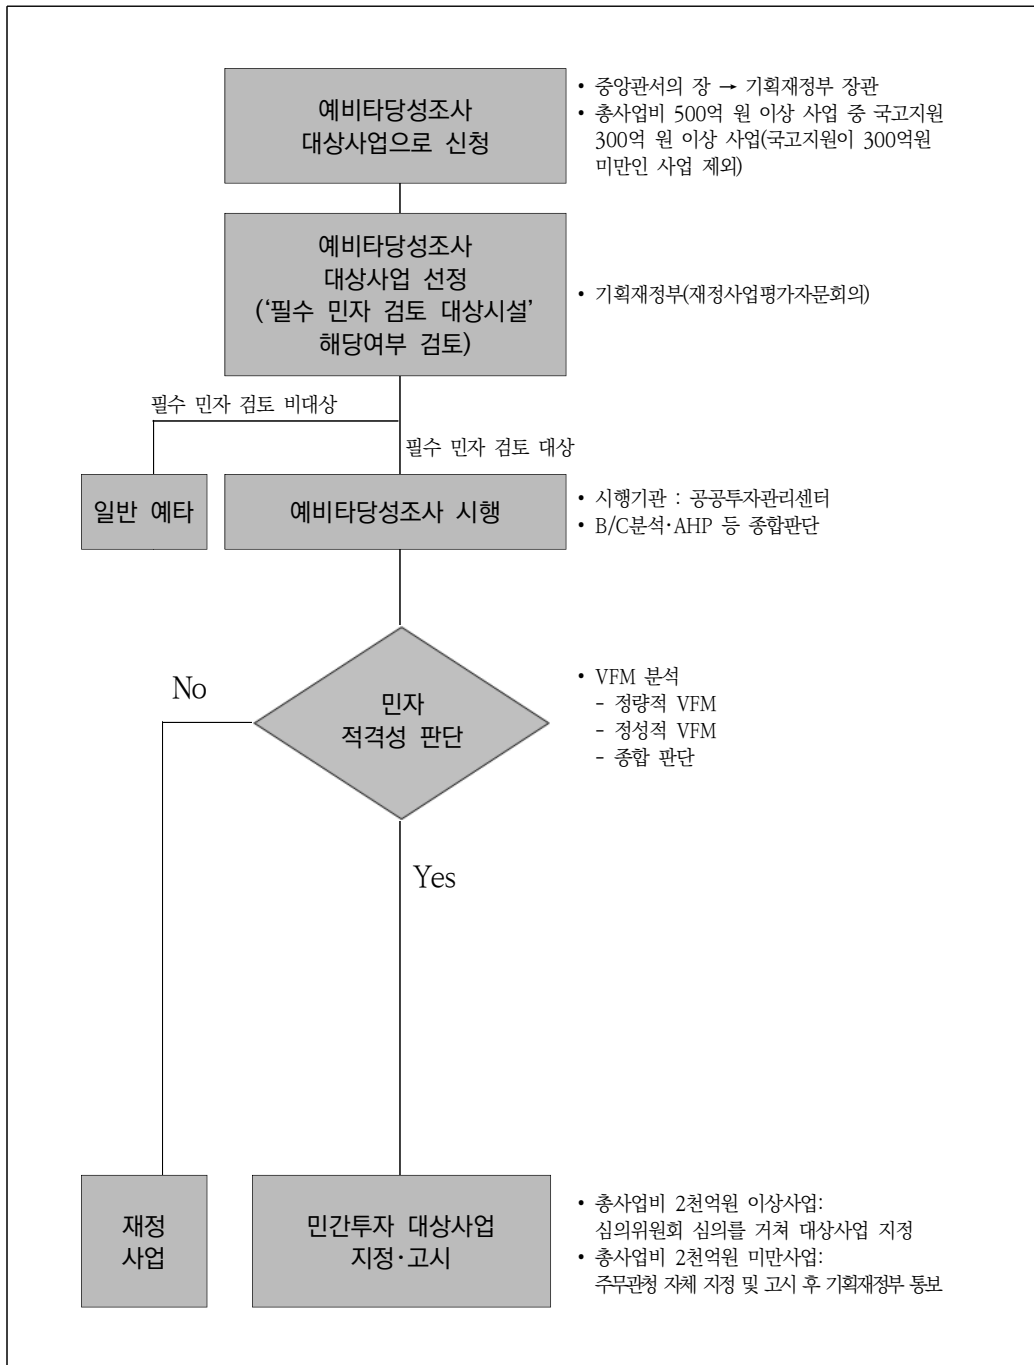 예비타당성조사
대상사업으로 신청
• 중앙관서의 장 → 기획재정부 장관
• 총사업비 500억 원 이상 사업 중 국고지원
300억 원 이상 사업(국고지원이 300억원
미만인 사업 제외)
예비타당성조사
대상사업 선정
(‘필수 민자 검토 대상시설’
해당여부 검토)
• 기획재정부(재정사업평가자문회의)
필수 민자 검토 비대상
필수 민자 검토 대상
일반 예타
예비타당성조사 시행
• 시행기관 : 공공투자관리센터
• B/C분석·AHP 등 종합판단
민자
적격성 판단
• VFM 분석
- 정량적 VFM
- 정성적 VFM
- 종합 판단
No
Yes
재정
사업
민간투자 대상사업
지정·고시
• 총사업비 2천억원 이상사업:
심의위원회 심의를 거쳐 대상사업 지정
• 총사업비 2천억원 미만사업:
주무관청 자체 지정 및 고시 후 기획재정부 통보